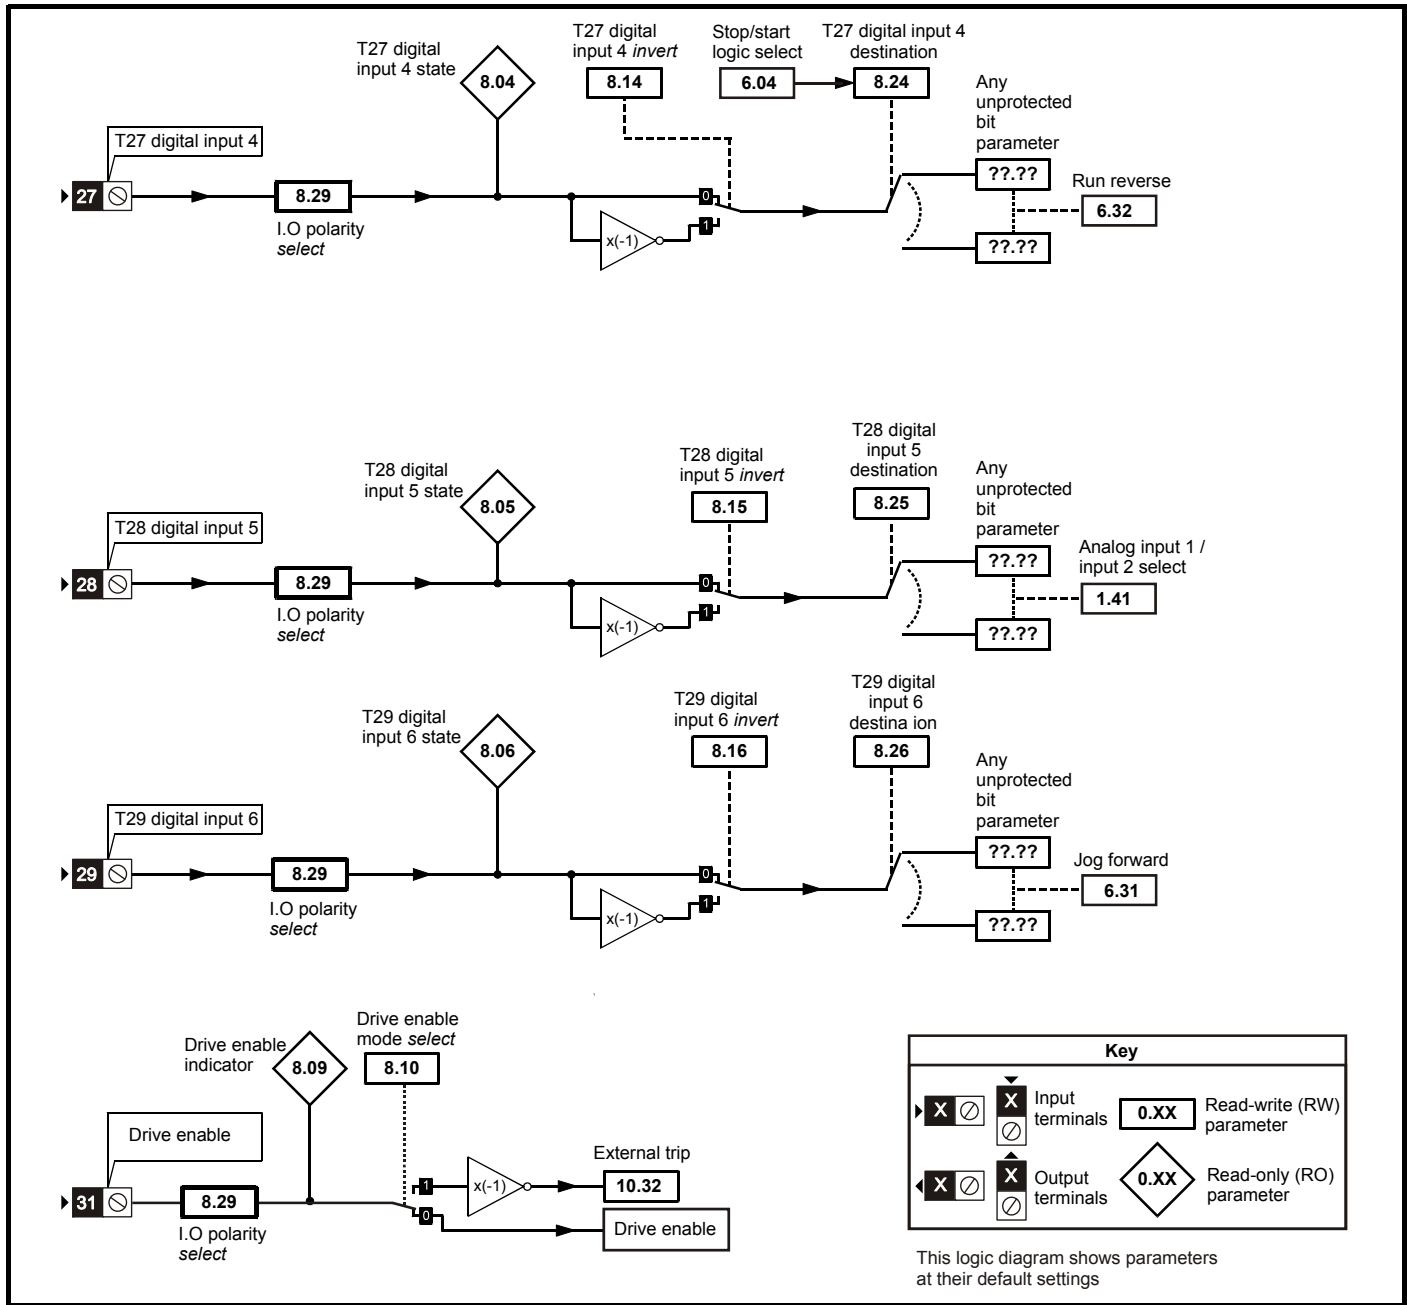 T27 digital
input 4 state
8.04
T27 digital
input 4 invert
8.14
Stop/start
logic select
6.04
T27 digital input 4
destination
8.24
Any
unprotected
bit
parameter
T27 digital input 4
27
8.29
I.O polarity
select
0
1
x(-1)
??.??
??.??
Run reverse
6.32
T28 digital
input 5 state
8.05
T28 digital
input 5 invert
8.15
T28 digital
input 5
destination
8.25
Any
unprotected
bit
parameter
T28 digital input 5
28
8.29
I.O polarity
select
0
1
x(-1)
??.??
??.??
Analog input 1 /
input 2 select
1.41
T29 digital
input 6 state
8.06
T29 digital
input 6 invert
8.16
T29 digital
input 6
destina ion
8.26
Any
unprotected
bit
parameter
T29 digital input 6
29
8.29
I.O polarity
select
0
1
x(-1)
??.??
??.??
Jog forward
6.31
Drive enable
indicator
8.09
Drive enable
mode select
8.10
Drive enable
31
8.29
I.O polarity
select
1
0
x(-1)
External trip
10.32
Drive enable
Key
X
X
Input
terminals
0.XX
Read-write (RW)
parameter
X
X
Output
terminals
0.XX
Read-only (RO)
parameter
This logic diagram shows parameters
at their default settings